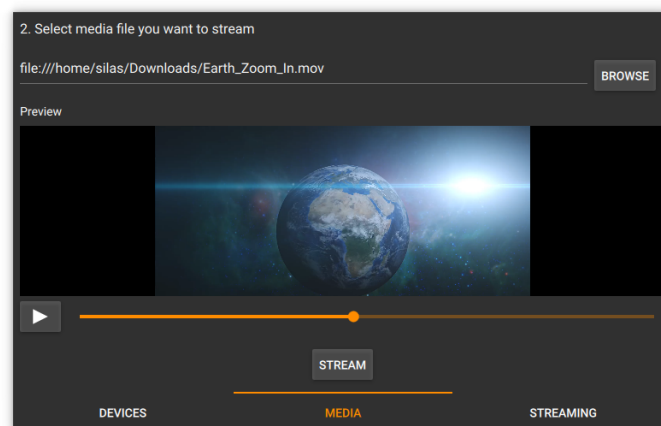 2. Select media file you want to stream
file:///home/silas/Downloads/Earth_Zoom_In.mov
BROWSE
Preview
STREAM
DEVICES
MEDIA
STREAMING